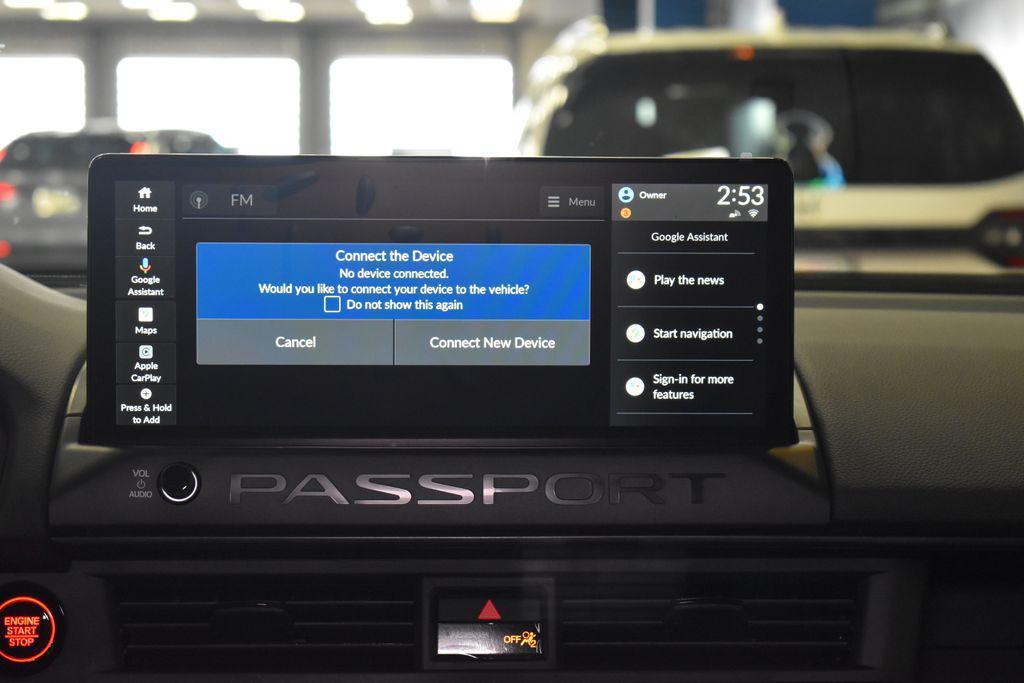 Home
Back
Google
Assistant
Maps
Apple
CarPlay
Press & Hold
to Add
FM
Menu
Connect the Device
No device connected.
Would you like to connect your device to the vehicle?
Do not show this again
Cancel
Connect New Device
Owner
2:53
Google Assistant
Play the news
Start navigation
Sign-in for more
features
VOL
AUDIO
PASSPORT
ENGINE
START
STOP
OFF
2